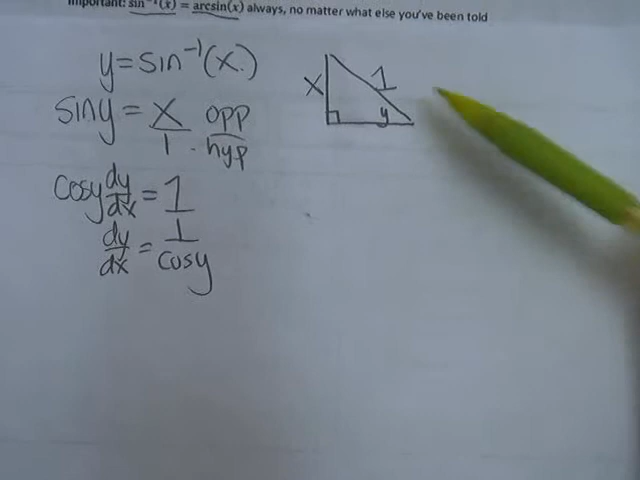 Important: sin⁻¹(x) = arcsin(x) always, no matter what else you've been told
y = sin⁻¹(x)
sin y = x/1 opp/hyp
cos y dy/dx = 1
dy/dx = 1/cos y
x
1
y